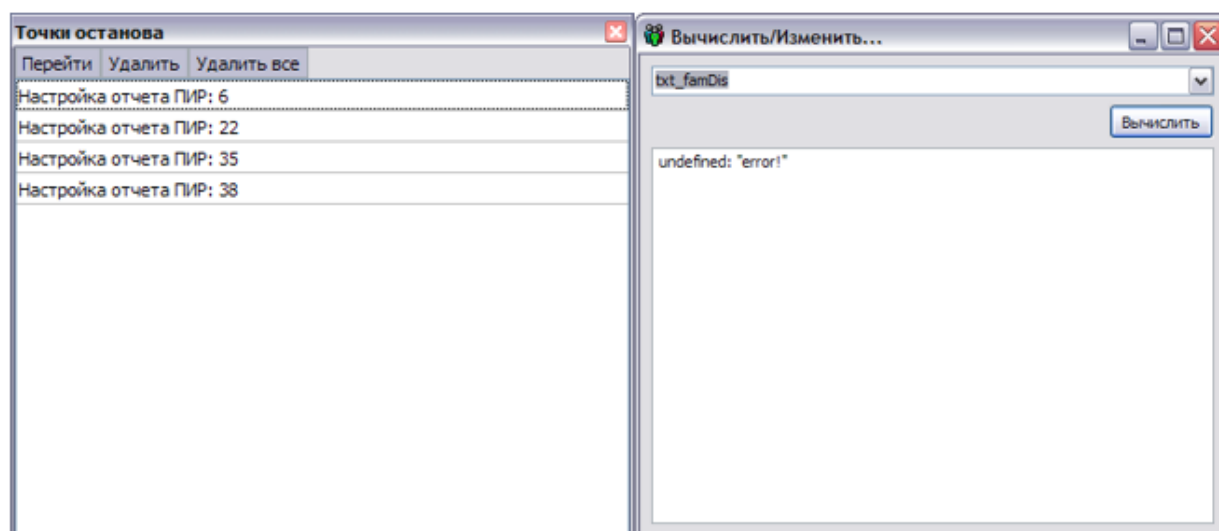 Точки останова
Перейти Удалить Удалить все
Настройка отчета ПИР: 6
Настройка отчета ПИР: 22
Настройка отчета ПИР: 35
Настройка отчета ПИР: 38
Вычислить/Изменить...
txt_famDis
Вычислить
undefined: "error!"